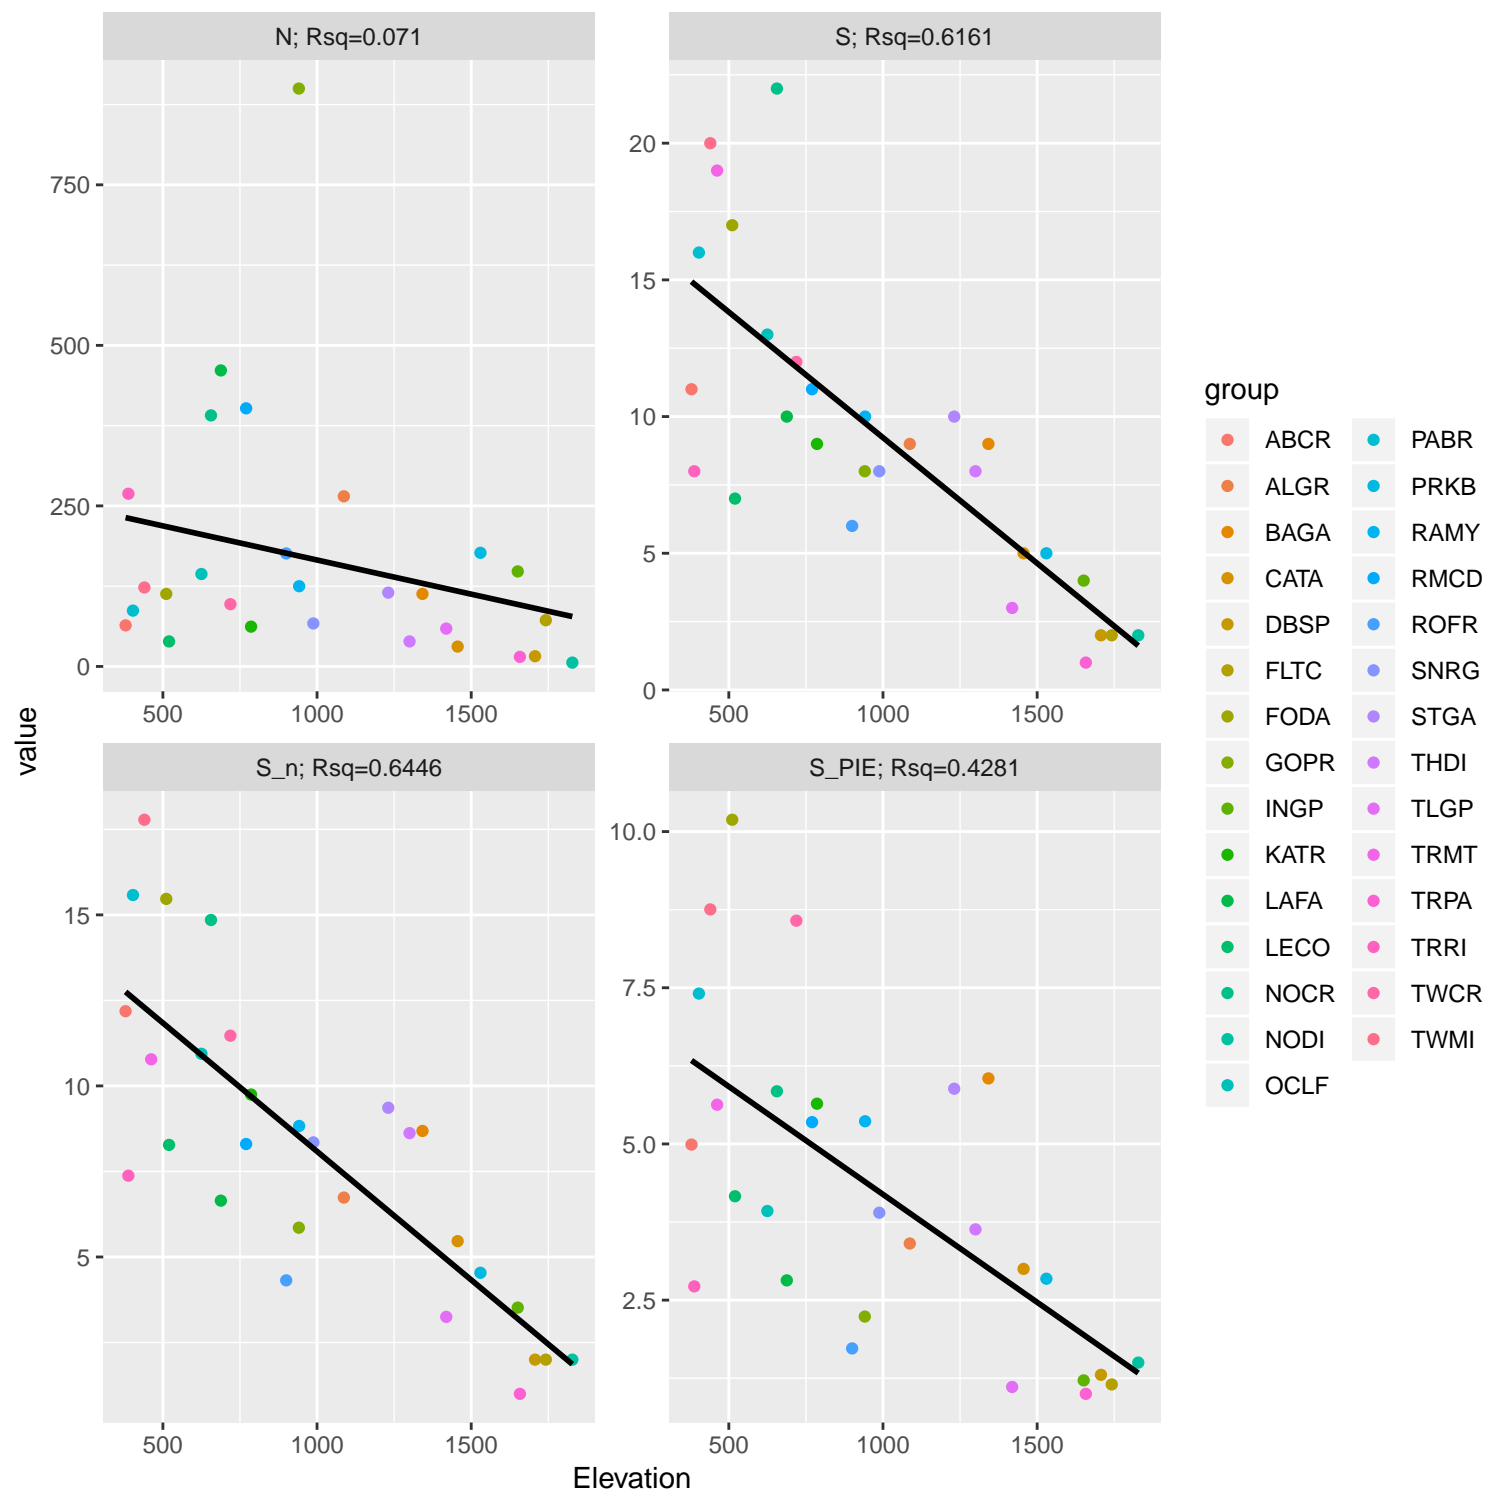 N; Rsq=0.071
S; Rsq=0.6161
750
500
250
0
20
15
10
5
0
500 1000 1500
500 1000 1500
value
S_n; Rsq=0.6446
S_PIE; Rsq=0.4281
15
10
5
10.0
7.5
5.0
2.5
500 1000 1500
500 1000 1500
Elevation
group
ABCR
ALGR
BAGA
CATA
DBSP
FLTC
FODA
GOPR
INGP
KATR
LAFA
LECO
NOCR
NODI
OCLF
PABR
PRKB
RAMY
RMCD
ROFR
SNRG
STGA
THDI
TLGP
TRMT
TRPA
TRRI
TWCR
TWMI